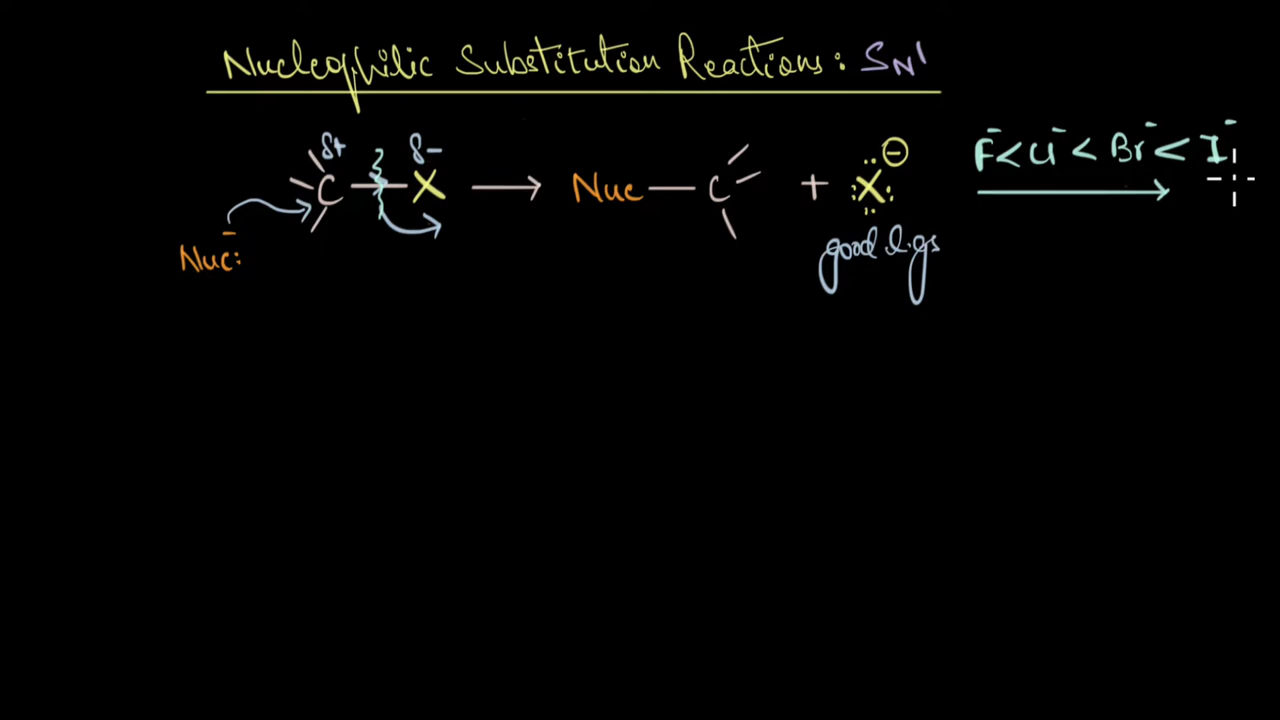 Nucleophilic Substitution Reactions: SN1
δ+ δ-
C — X → Nuc — C + :Ẍ: ⊖
F⁻ < Cl⁻ < Br⁻ < I⁻
Nuc:⁻
good l.gs